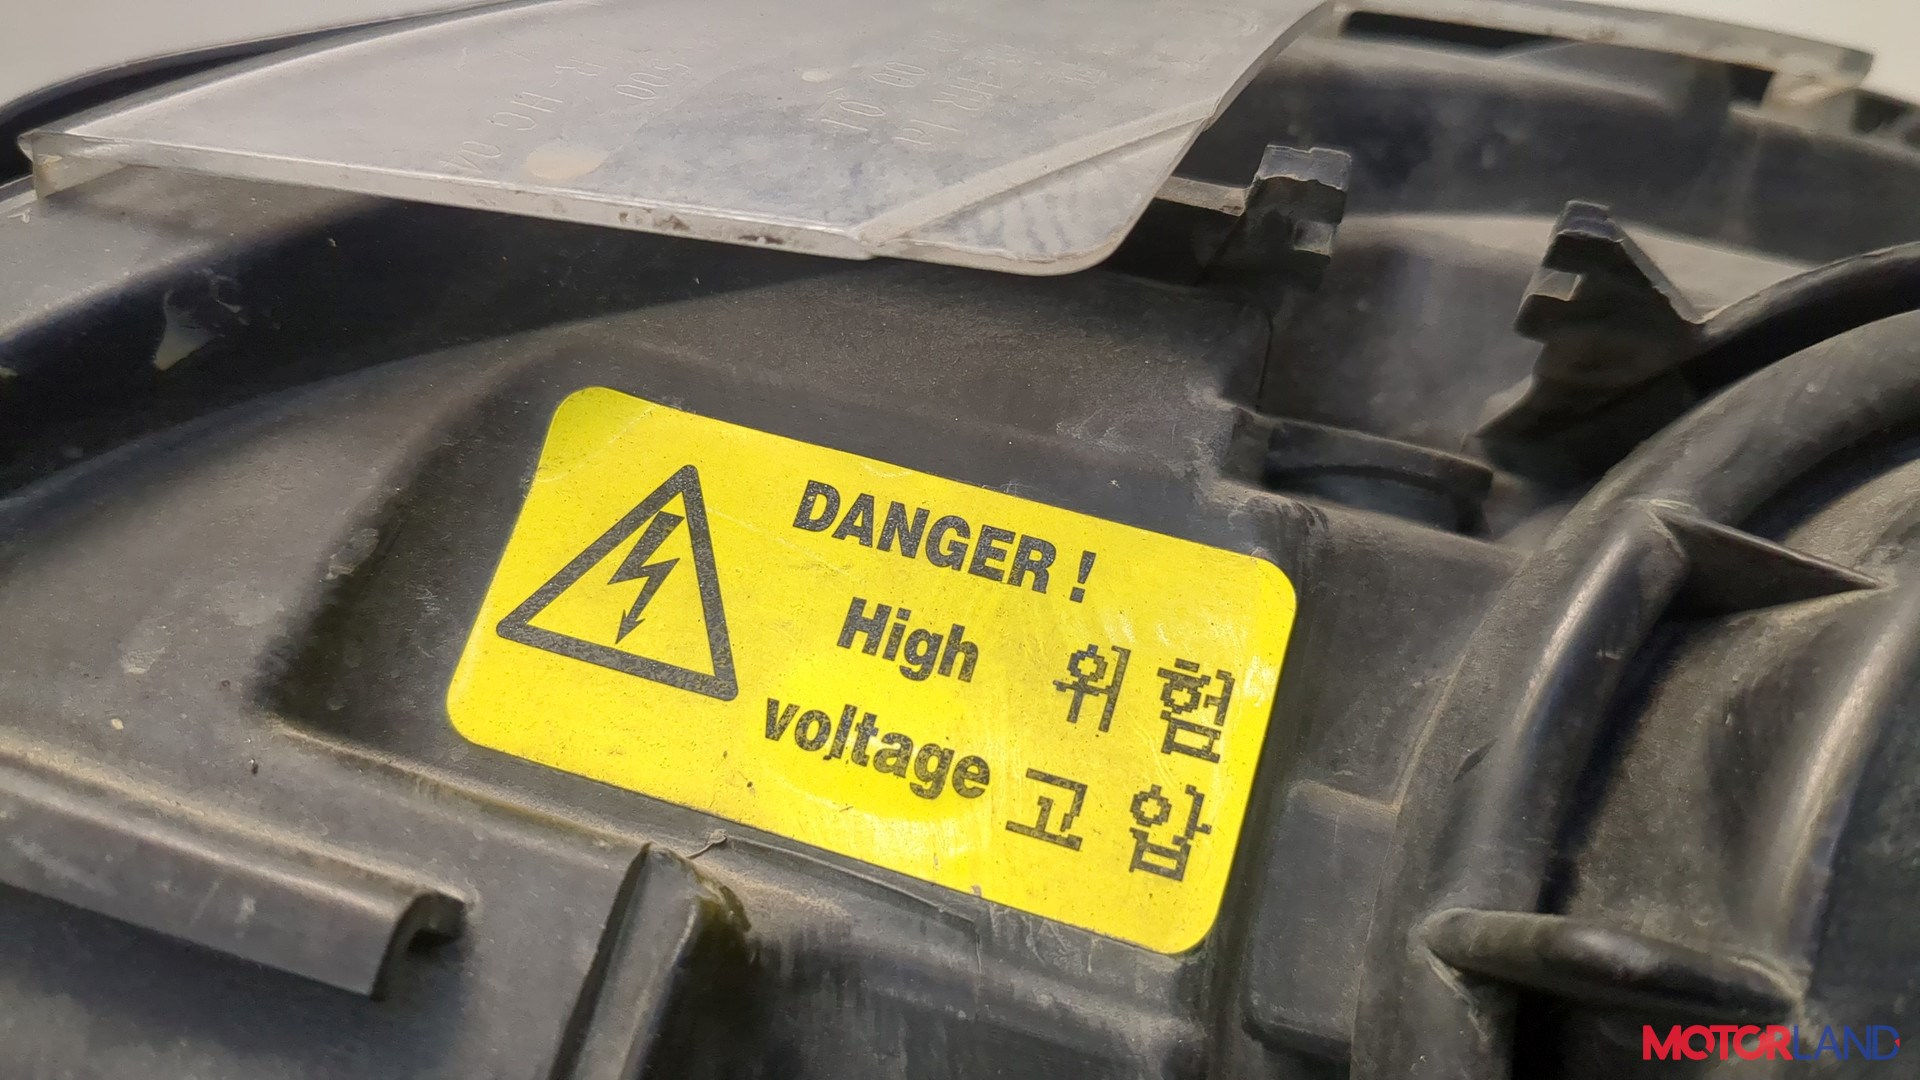 DANGER !
High 위 험
voltage 고 압
MOTORLAND